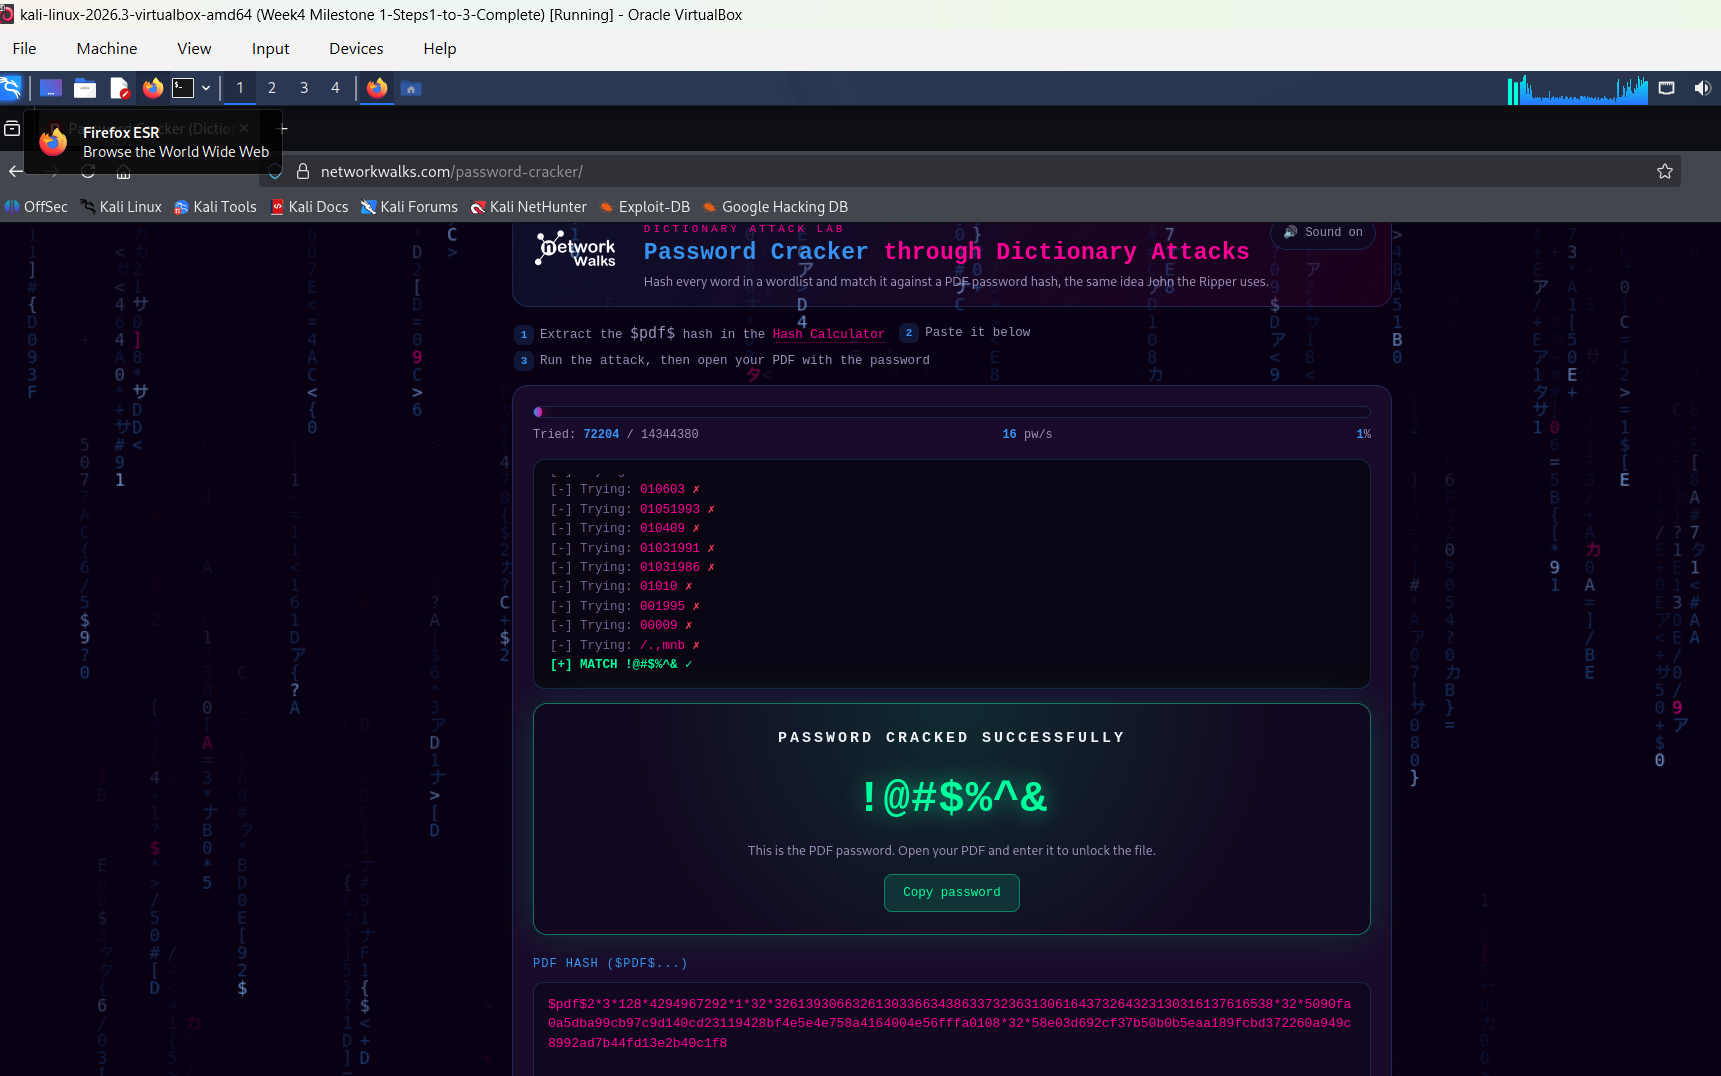 kali-linux-2026.3-virtualbox-amd64 (Week4 Milestone 1-Steps1-to-3-Complete) [Running] - Oracle VirtualBox
File Machine View Input Devices Help
1 2 3 4
Firefox ESR
Browse the World Wide Web
networkwalks.com/password-cracker/
OffSec Kali Linux Kali Tools Kali Docs Kali Forums Kali NetHunter Exploit-DB Google Hacking DB
network
walks
DICTIONARY ATTACK LAB
Password Cracker through Dictionary Attacks
Hash every word in a wordlist and match it against a PDF password hash, the same idea John the Ripper uses.
🔊 Sound on
1 Extract the $pdf$ hash in the Hash Calculator 2 Paste it below
3 Run the attack, then open your PDF with the password
Tried: 72204 / 14344380 16 pw/s 1%
[-] Trying: 010603 ✗
[-] Trying: 01051993 ✗
[-] Trying: 010409 ✗
[-] Trying: 01031991 ✗
[-] Trying: 01031986 ✗
[-] Trying: 01010 ✗
[-] Trying: 001995 ✗
[-] Trying: 00009 ✗
[-] Trying: /.,mnb ✗
[+] MATCH !@#$%^& ✓
PASSWORD CRACKED SUCCESSFULLY
!@#$%^&
This is the PDF password. Open your PDF and enter it to unlock the file.
Copy password
PDF HASH ($PDF$...)
$pdf$2*3*128*4294967292*1*32*3261393066326130336634386337323631306164373264323130316137616538*32*5090fa
0a5dba99cb97c9d140cd23119428bf4e5e4e758a4164004e56fffa0108*32*58e03d692cf37b50b0b5eaa189fcbd372260a949c
8992ad7b44fd13e2b40c1f8